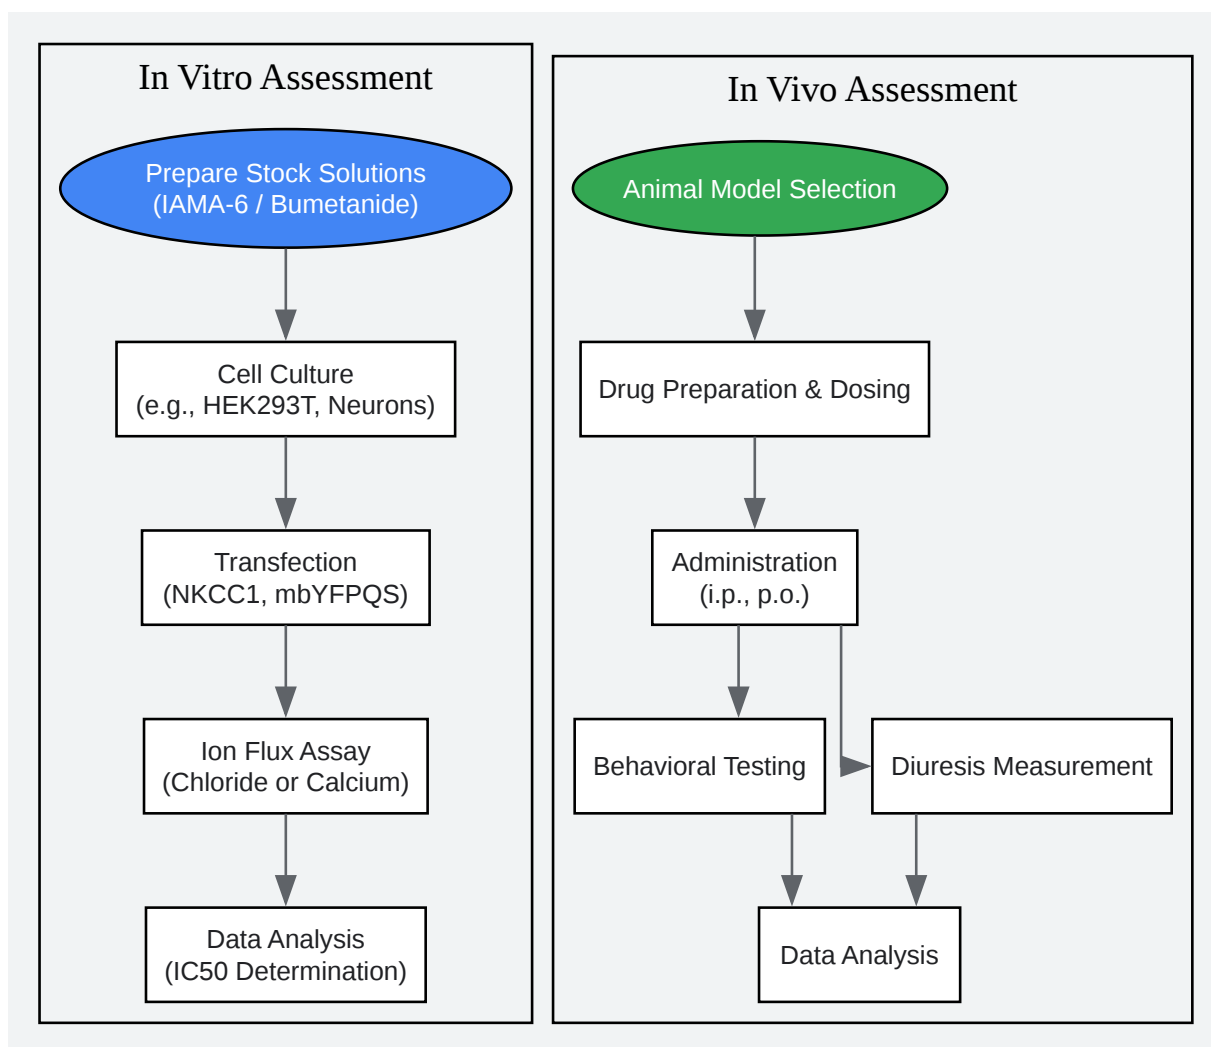 In Vitro Assessment
Prepare Stock Solutions
(IAMA-6 / Bumetanide)
Cell Culture
(e.g., HEK293T, Neurons)
Transfection
(NKCC1, mbYFPQS)
Ion Flux Assay
(Chloride or Calcium)
Data Analysis
(IC50 Determination)
In Vivo Assessment
Animal Model Selection
Drug Preparation & Dosing
Administration
(i.p., p.o.)
Behavioral Testing
Diuresis Measurement
Data Analysis